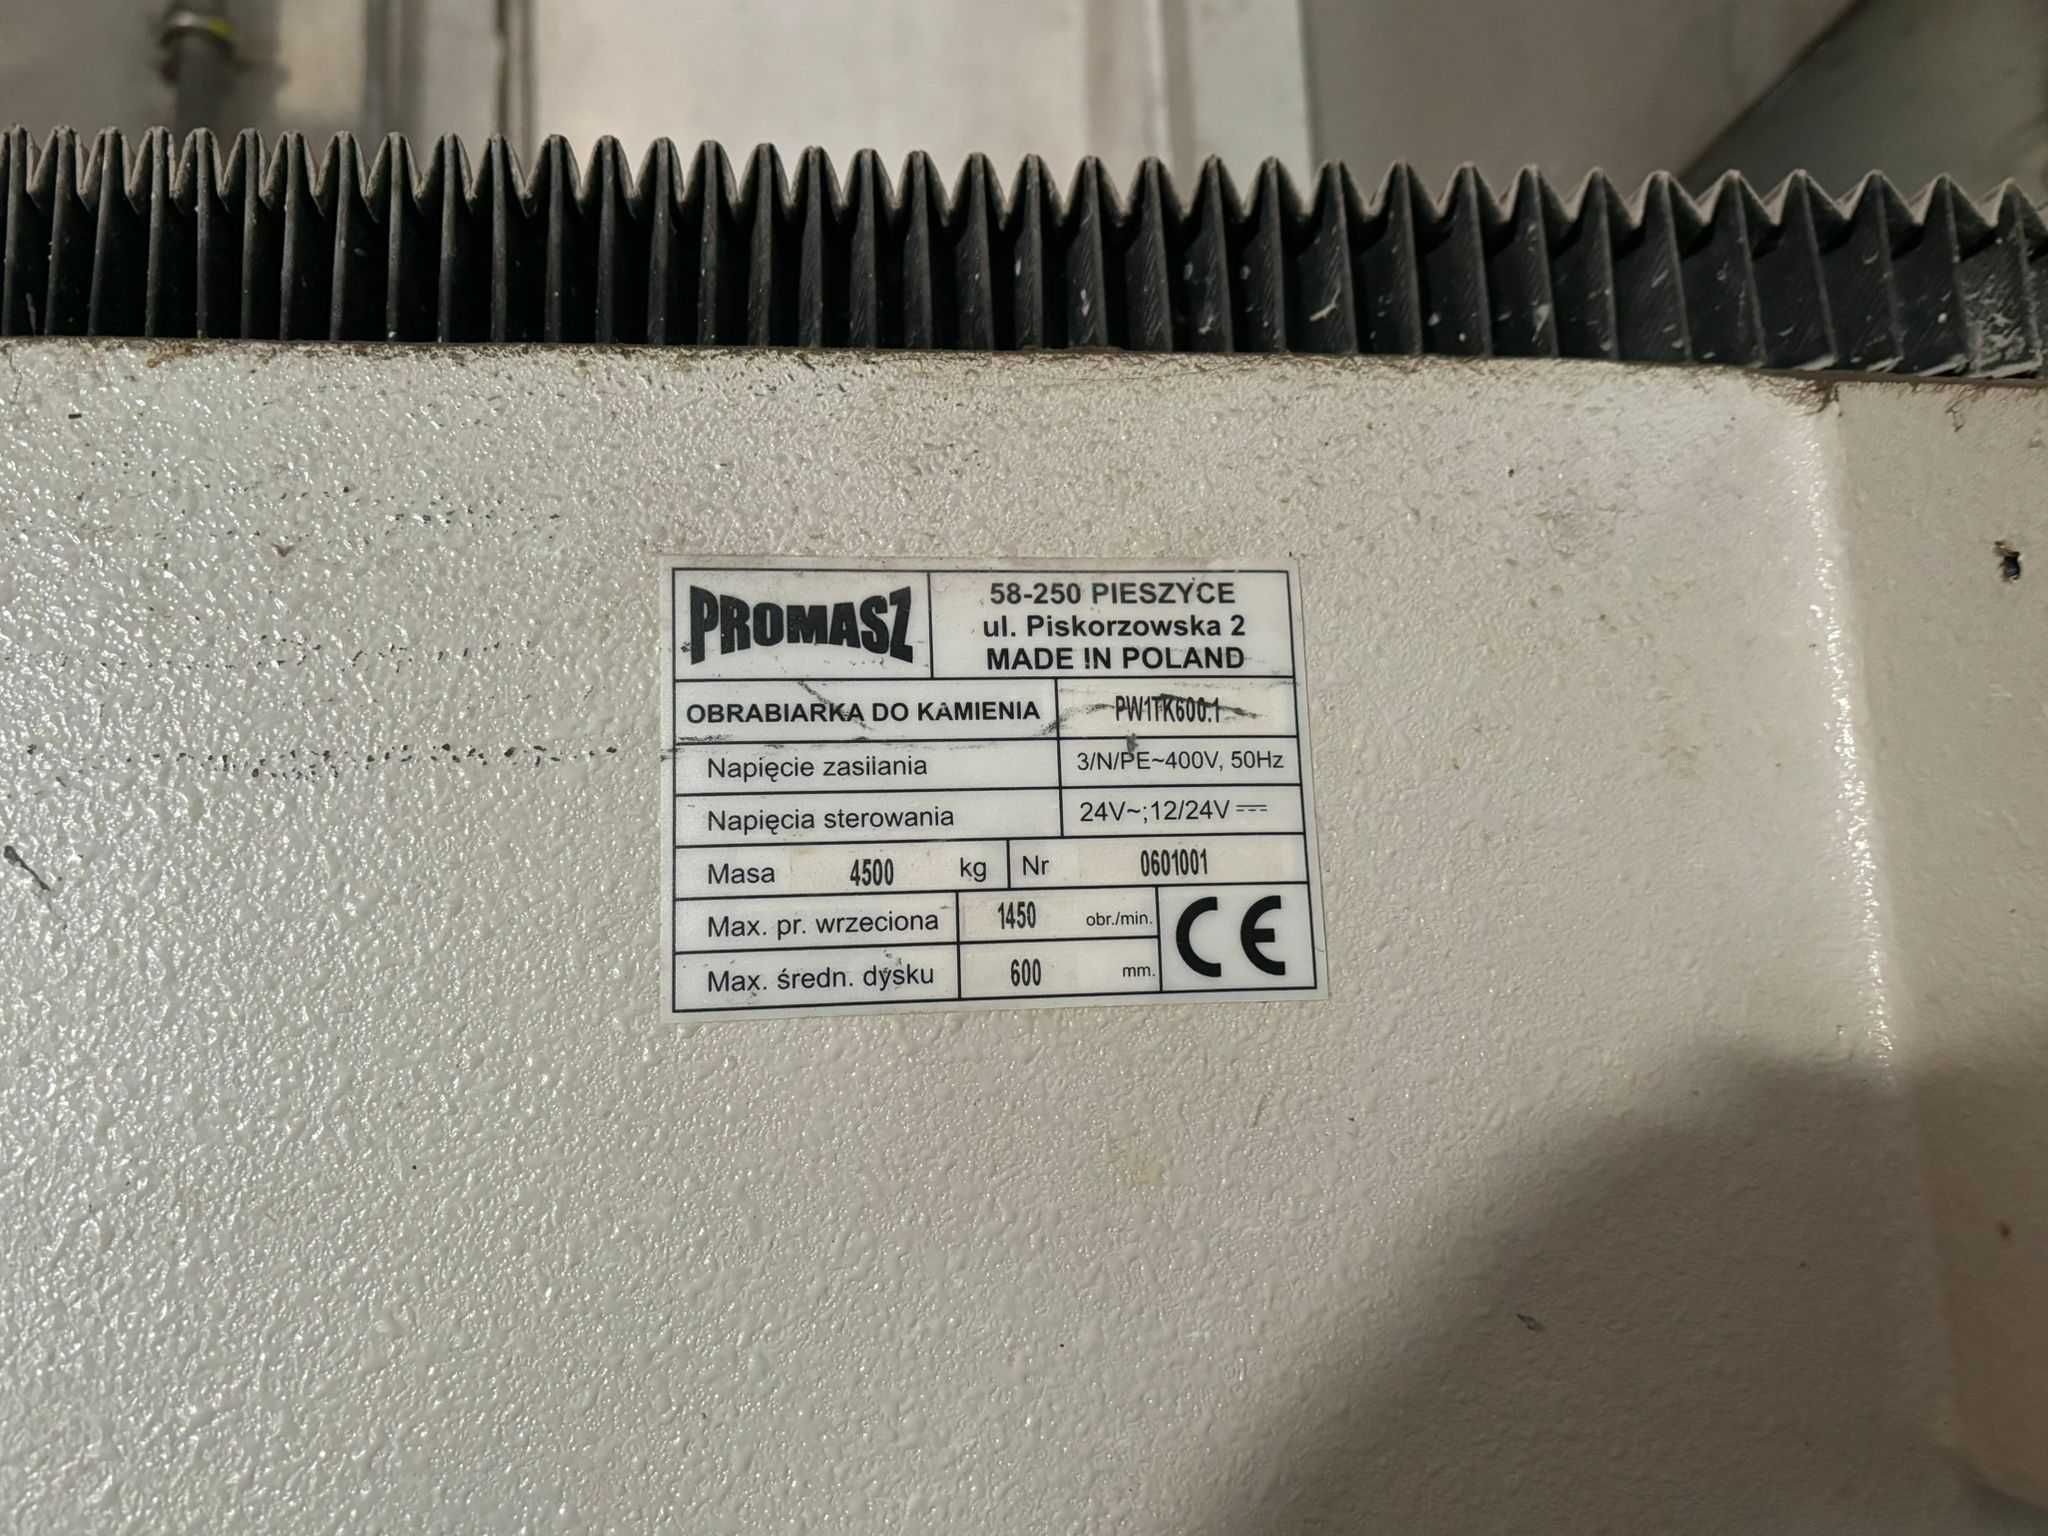 PROMASZ
58-250 PIESZYCE
ul. Piskorzowska 2
MADE IN POLAND
OBRABIARKA DO KAMIENIA PW1TK600.1
Napięcie zasilania 3/N/PE~400V, 50Hz
Napięcia sterowania 24V~;12/24V ⎓
Masa 4500 kg Nr 0601001
Max. pr. wrzeciona 1450 obr./min.
Max. średn. dysku 600 mm.
CE